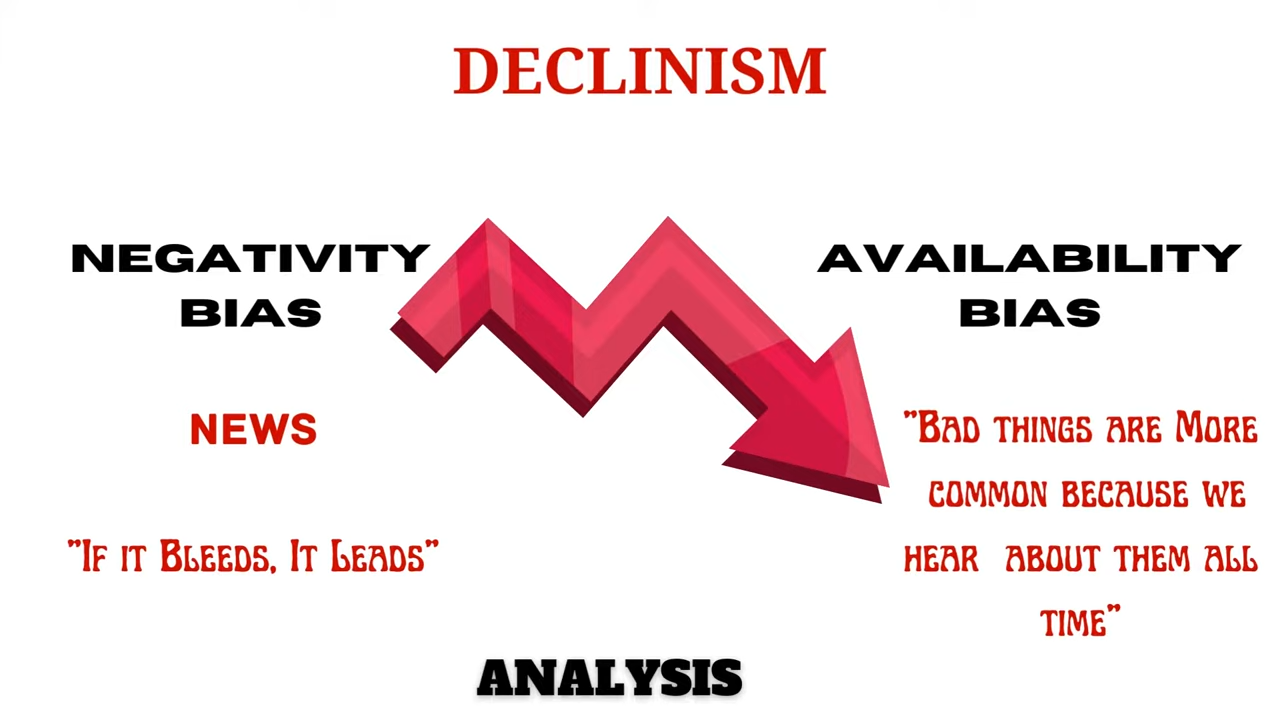 DECLINISM
NEGATIVITY
BIAS
NEWS
"If it Bleeds, It Leads"
AVAILABILITY
BIAS
"Bad things are More
common because we
hear about them all
time"
ANALYSIS